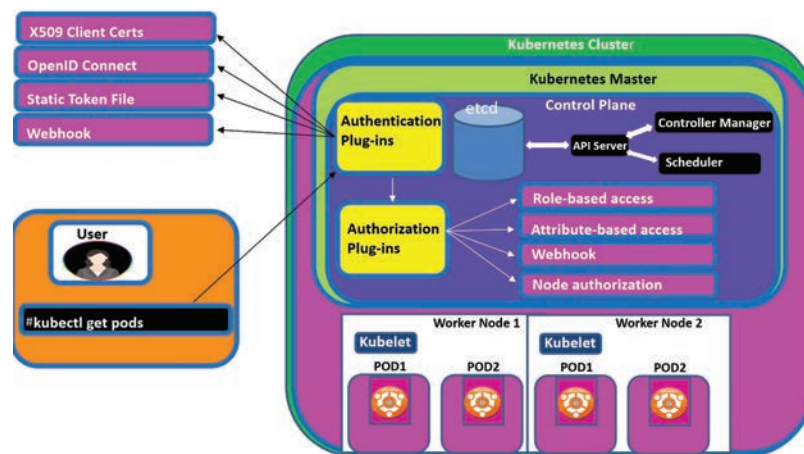 X509 Client Certs
OpenID Connect
Static Token File
Webhook
User
#kubectl get pods
Kubernetes Cluster
Kubernetes Master
Control Plane
Authentication
Plug-ins
etcd
API Server
Controller Manager
Scheduler
Authorization
Plug-ins
Role-based access
Attribute-based access
Webhook
Node authorization
Worker Node 1
Kubelet
POD1
POD2
Worker Node 2
Kubelet
POD1
POD2